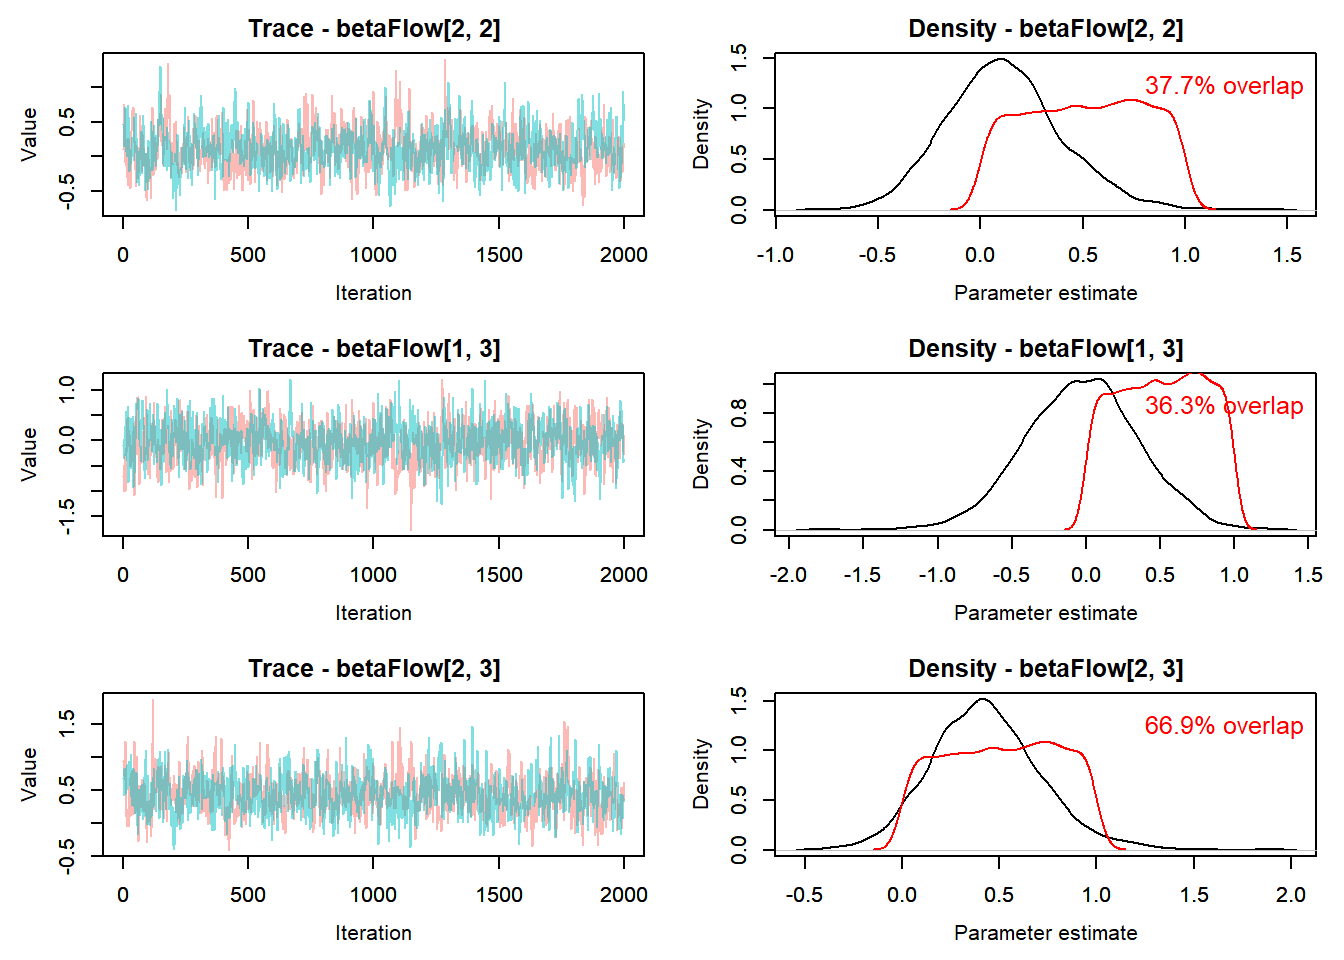 Trace - betaFlow[2, 2]
Value
0.5
-0.5
0 500 1000 1500 2000
Iteration
Density - betaFlow[2, 2]
Density
1.5
1.0
0.5
0.0
37.7% overlap
-1.0 -0.5 0.0 0.5 1.0 1.5
Parameter estimate
Trace - betaFlow[1, 3]
Value
1.0
0.0
-1.5
0 500 1000 1500 2000
Iteration
Density - betaFlow[1, 3]
Density
0.8
0.4
0.0
36.3% overlap
-2.0 -1.5 -1.0 -0.5 0.0 0.5 1.0 1.5
Parameter estimate
Trace - betaFlow[2, 3]
Value
1.5
0.5
-0.5
0 500 1000 1500 2000
Iteration
Density - betaFlow[2, 3]
Density
1.5
1.0
0.5
0.0
66.9% overlap
-0.5 0.0 0.5 1.0 1.5 2.0
Parameter estimate